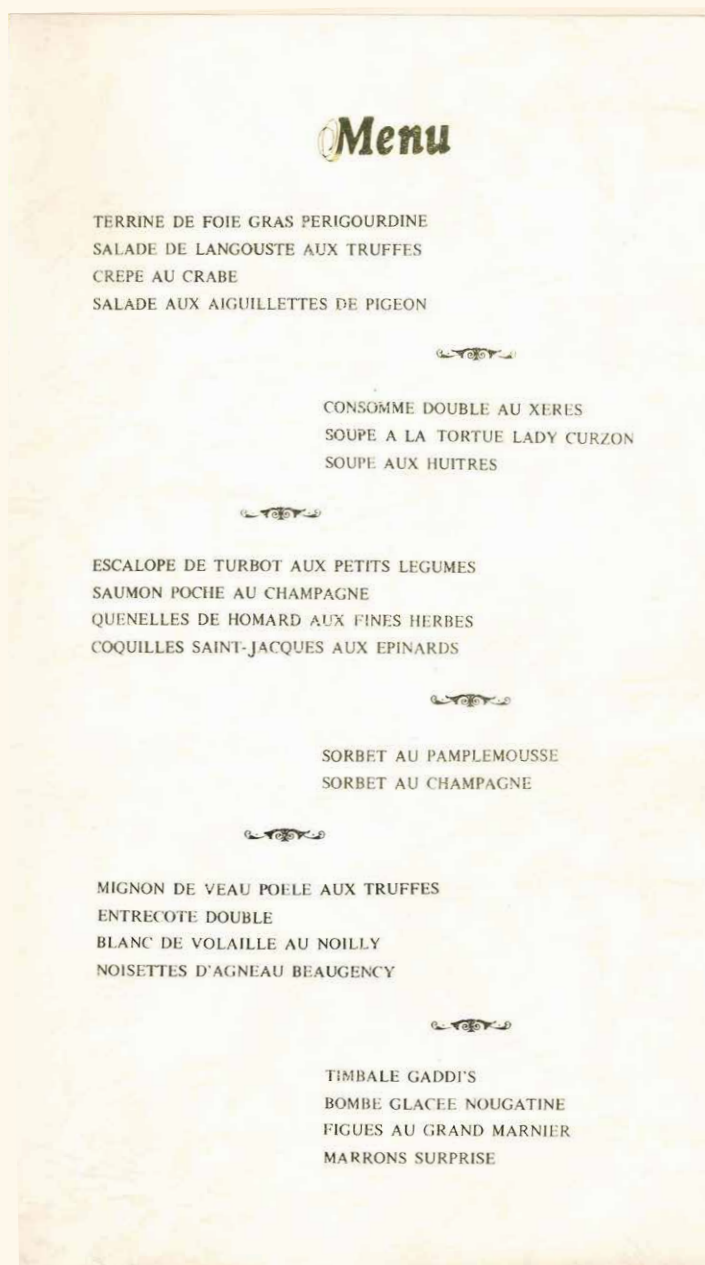 Menu
TERRINE DE FOIE GRAS PERIGOURDINE
SALADE DE LANGOUSTE AUX TRUFFES
CREPE AU CRABE
SALADE AUX AIGUILLETTES DE PIGEON
CONSOMME DOUBLE AU XERES
SOUPE A LA TORTUE LADY CURZON
SOUPE AUX HUITRES
ESCALOPE DE TURBOT AUX PETITS LEGUMES
SAUMON POCHE AU CHAMPAGNE
QUENELLES DE HOMARD AUX FINES HERBES
COQUILLES SAINT-JACQUES AUX EPINARDS
SORBET AU PAMPLEMOUSSE
SORBET AU CHAMPAGNE
MIGNON DE VEAU POELE AUX TRUFFES
ENTRECOTE DOUBLE
BLANC DE VOLAILLE AU NOILLY
NOISETTES D'AGNEAU BEAUGENCY
TIMBALE GADDI'S
BOMBE GLACEE NOUGATINE
FIGUES AU GRAND MARNIER
MARRONS SURPRISE